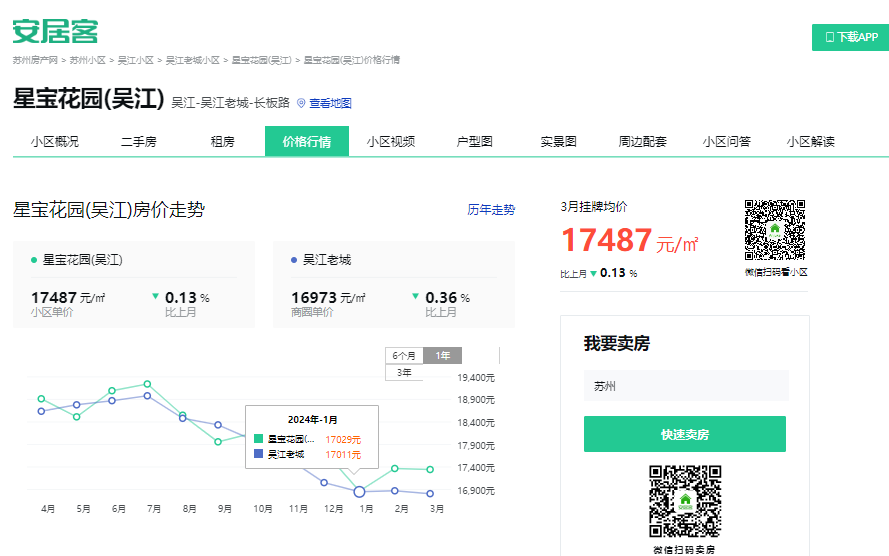 安居客
下载APP
苏州房产网 > 苏州小区 > 吴江小区 > 吴江老城小区 > 星宝花园(吴江) > 星宝花园(吴江)价格行情
星宝花园(吴江) 吴江-吴江老城-长板路 查看地图
小区概况 二手房 租房 价格行情 小区视频 户型图 实景图 周边配套 小区问答 小区解读
星宝花园(吴江)房价走势 历年走势
星宝花园(吴江)
17487 元/㎡ 0.13 %
小区单价 比上月
吴江老城
16973 元/㎡ 0.36 %
商圈单价 比上月
6个月 1年
3年
19,400元
18,900元
18,400元
17,900元
17,400元
16,900元
2024年-1月
星宝花园(... 17029元
吴江老城 17011元
4月 5月 6月 7月 8月 9月 10月 11月 12月 1月 2月 3月
3月挂牌均价
17487 元/㎡
比上月 0.13 %
微信扫码看小区
我要卖房
苏州
快速卖房
微信扫码卖房